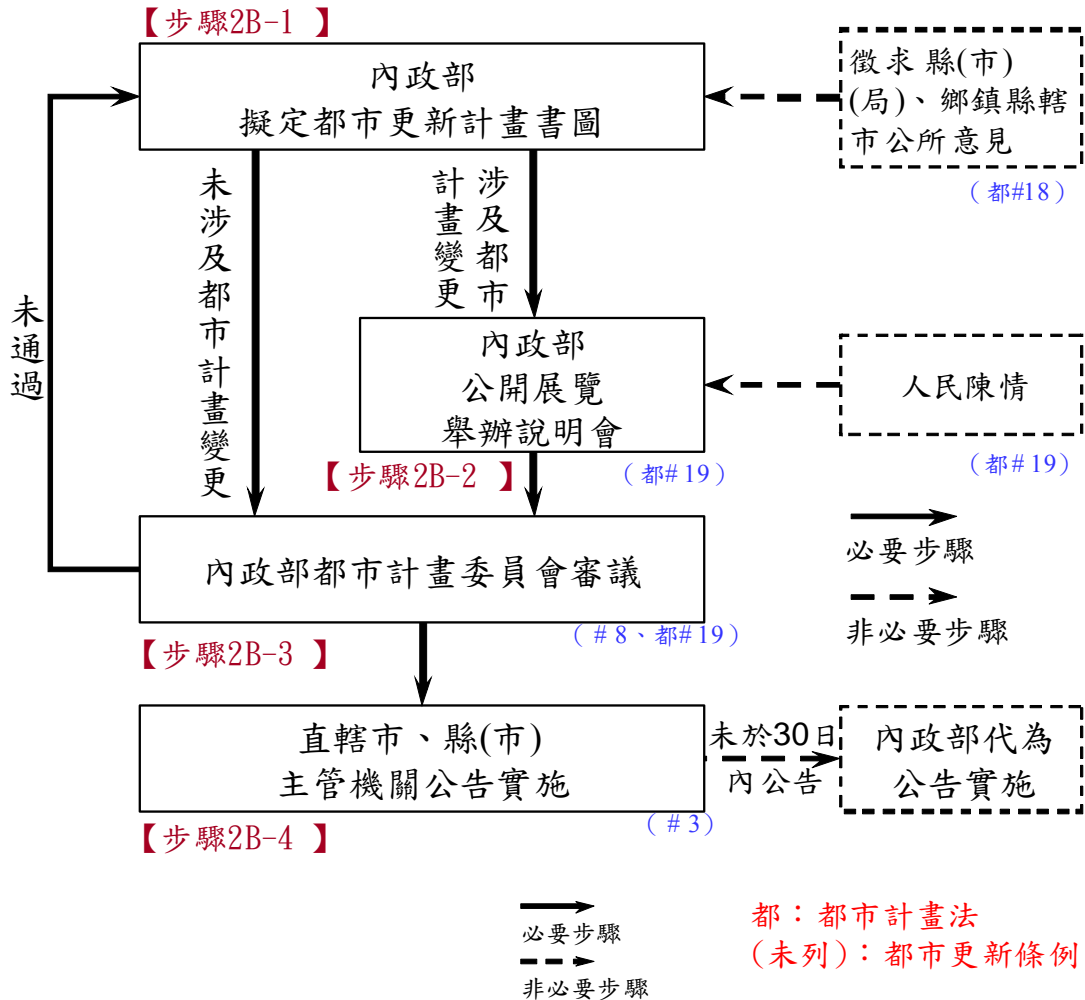 【步驟2B-1 】
內政部
擬定都市更新計畫書圖
徵求 縣(市)
(局)、鄉鎮縣轄
市公所意見
（都#18）
未涉及都市計畫變更
涉及都市
計畫變更
未通過
內政部
公開展覽
舉辦說明會
人民陳情
【步驟2B-2 】
（都#19）
（都#19）
內政部都市計畫委員會審議
必要步驟
非必要步驟
【步驟2B-3 】
（#8、都#19）
直轄市、縣(市)
主管機關公告實施
未於30日
內公告
內政部代為
公告實施
（#3）
【步驟2B-4 】
必要步驟
非必要步驟
都：都市計畫法
(未列)：都市更新條例